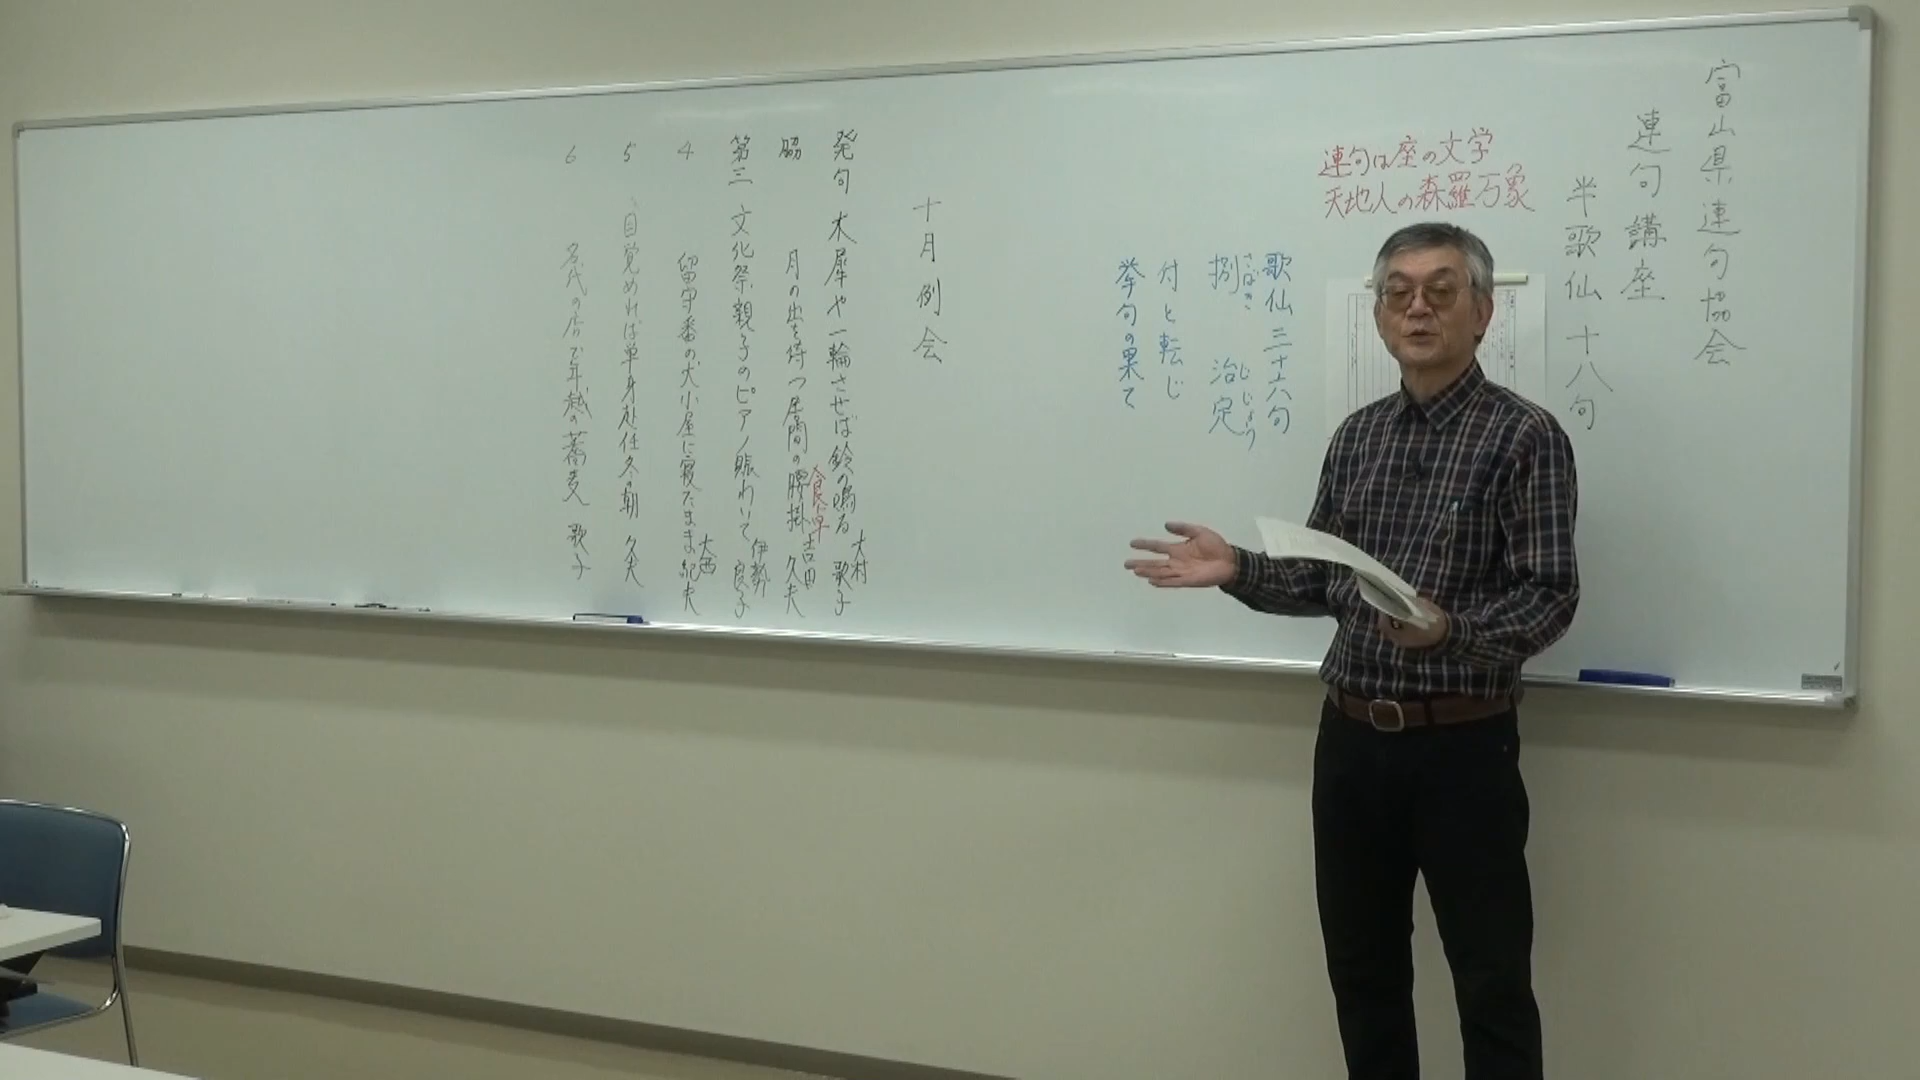 富山県連句協会
連句講座
半歌仙十八句
連句は座の文学
天地人の森羅万象
歌仙三十六句
捌 さばき 治定 じじょう
付と転じ
挙句の果て
十月例会
発句 木犀や一輪させば鈴の鳴る 大村 歌子
脇 月の出を待つ居間の腰掛 吉田 久夫
食卓
第三 文化祭親子のピアノ賑わいて 伊勢 良子
4 留守番の犬小屋に寝たまま 大西 紀夫
5 目覚めれば単身赴任冬の朝 久夫
6 の店で年越の蕎麦 歌子